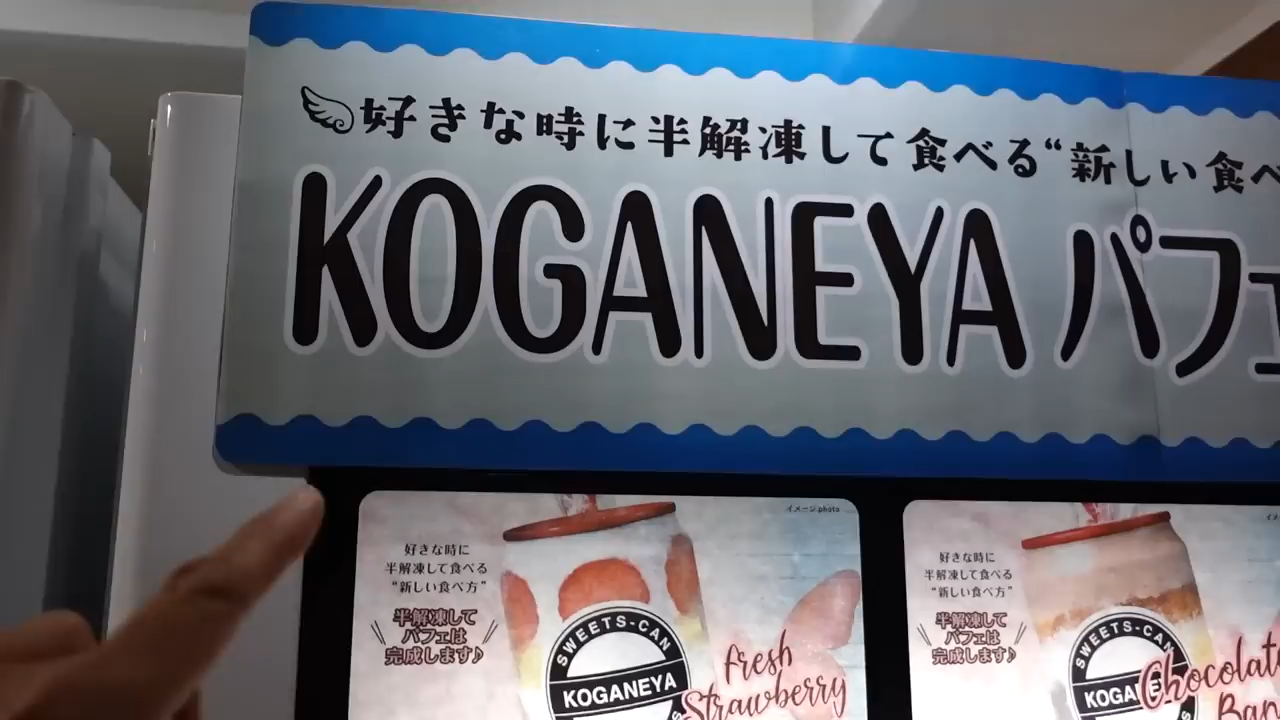 好きな時に半解凍して食べる“新しい食べ
KOGANEYA パフェ
イメージphoto
好きな時に
半解凍して食べる
“新しい食べ方”
半解凍して
パフェは
完成します♪
SWEETS-CAN
KOGANEYA
fresh
Strawberry
好きな時に
半解凍して食べる
“新しい食べ方”
半解凍して
パフェは
完成します♪
SWEETS-CAN
Chocolate